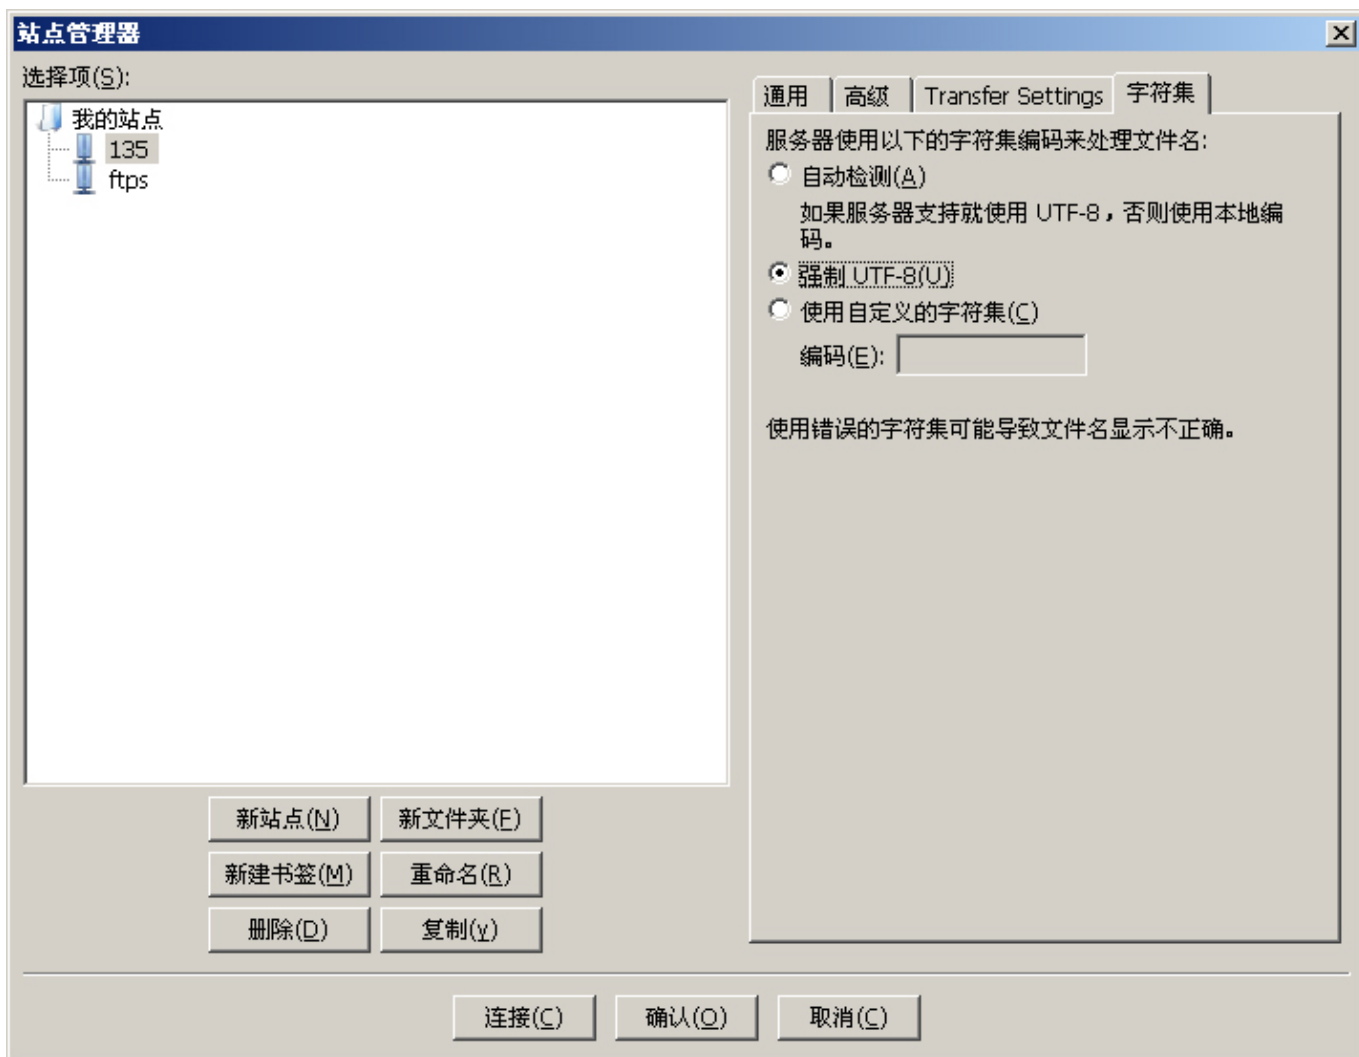 站点管理器
选择项(S):
我的站点
135
ftps
新站点(N)
新文件夹(F)
新建书签(M)
重命名(R)
删除(D)
复制(y)
通用
高级
Transfer Settings
字符集
服务器使用以下的字符集编码来处理文件名:
自动检测(A)
如果服务器支持就使用 UTF-8，否则使用本地编
码。
强制 UTF-8(U)
使用自定义的字符集(C)
编码(E):
使用错误的字符集可能导致文件名显示不正确。
连接(C)
确认(O)
取消(C)